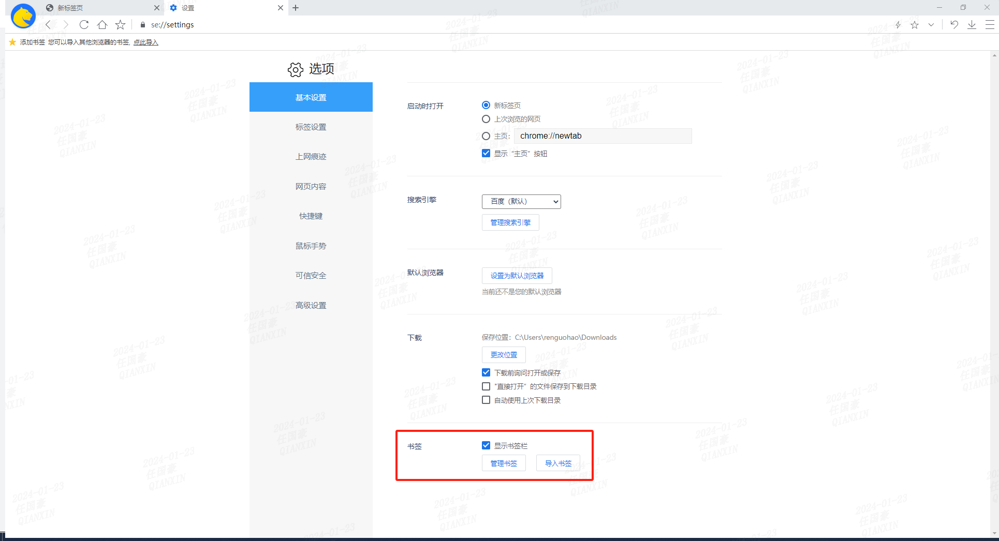 新标签页
设置
se://settings
添加书签 您可以导入其他浏览器的书签, 点此导入
选项
基本设置
标签设置
上网痕迹
网页内容
快捷键
鼠标手势
可信安全
高级设置
启动时打开
新标签页
上次浏览的网页
主页: chrome://newtab
显示“主页”按钮
搜索引擎
百度（默认）
管理搜索引擎
默认浏览器
设置为默认浏览器
当前还不是您的默认浏览器
下载
保存位置：C:\Users\renguohao\Downloads
更改位置
下载前询问打开或保存
"直接打开”的文件保存到下载目录
自动使用上次下载目录
书签
显示书签栏
管理书签 导入书签
2024-01-23
任国豪
QIANXIN